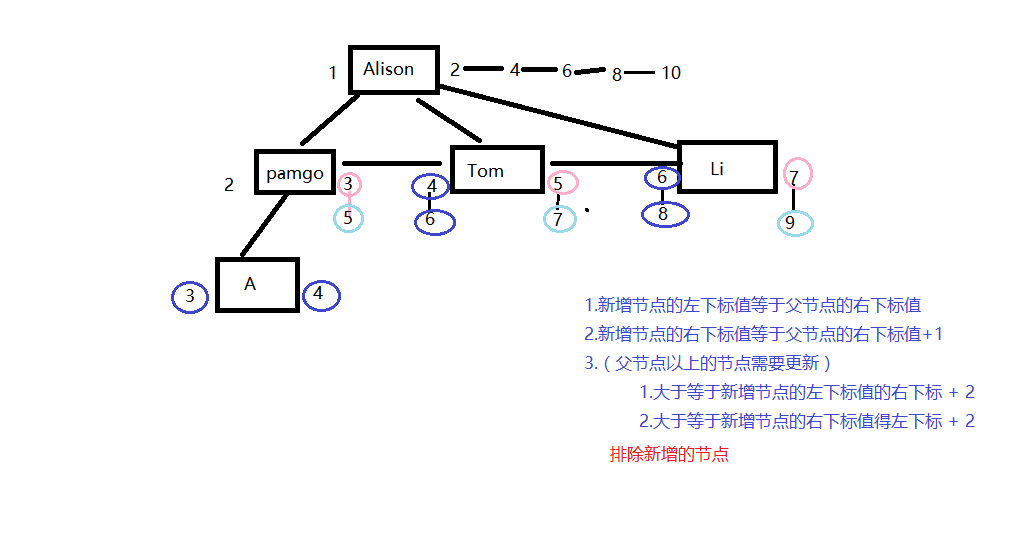 1 Alison 2 4 6 8 10
2 pamgo 3 4 Tom 5 6 Li 7
5 6 7 8 9
3 A 4
1.新增节点的左下标值等于父节点的右下标值
2.新增节点的右下标值等于父节点的右下标值+1
3.（父节点以上的节点需要更新）
1.大于等于新增节点的左下标值的右下标 + 2
2.大于等于新增节点的右下标值得左下标 + 2
排除新增的节点